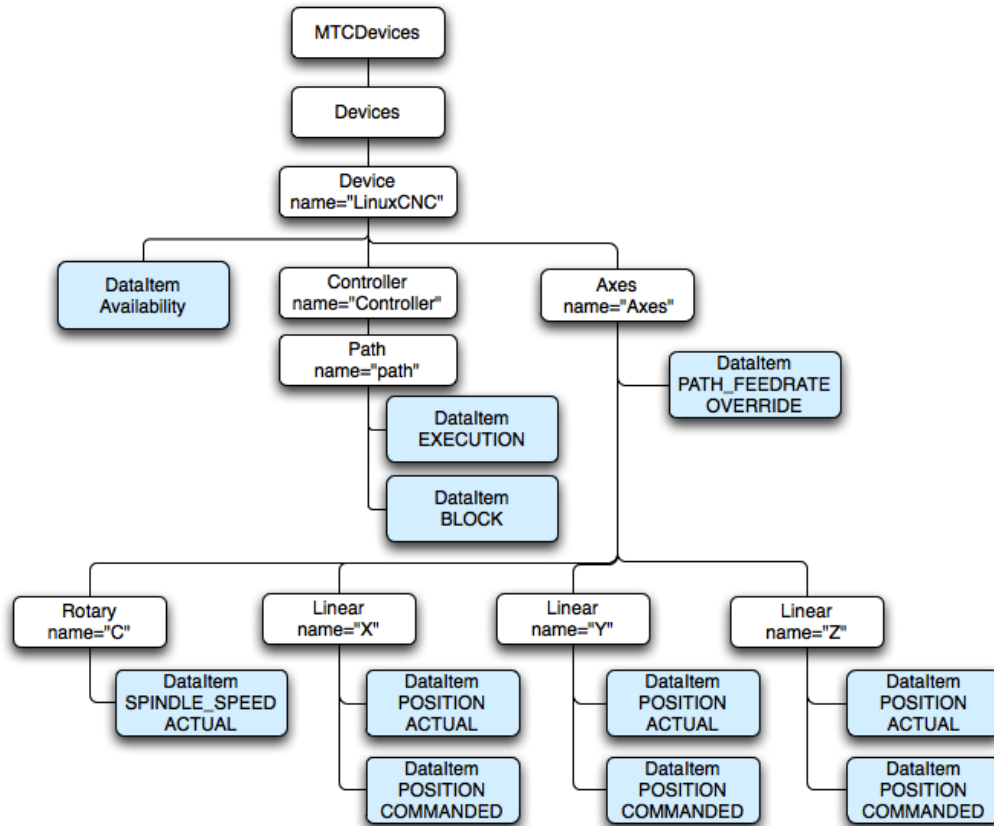 MTCDevices
Devices
Device
name="LinuxCNC"
DataItem
Availability
Controller
name="Controller"
Axes
name="Axes"
Path
name="path"
DataItem
PATH_FEEDRATE
OVERRIDE
DataItem
EXECUTION
DataItem
BLOCK
Rotary
name="C"
Linear
name="X"
Linear
name="Y"
Linear
name="Z"
DataItem
SPINDLE_SPEED
ACTUAL
DataItem
POSITION
ACTUAL
DataItem
POSITION
ACTUAL
DataItem
POSITION
ACTUAL
DataItem
POSITION
COMMANDED
DataItem
POSITION
COMMANDED
DataItem
POSITION
COMMANDED